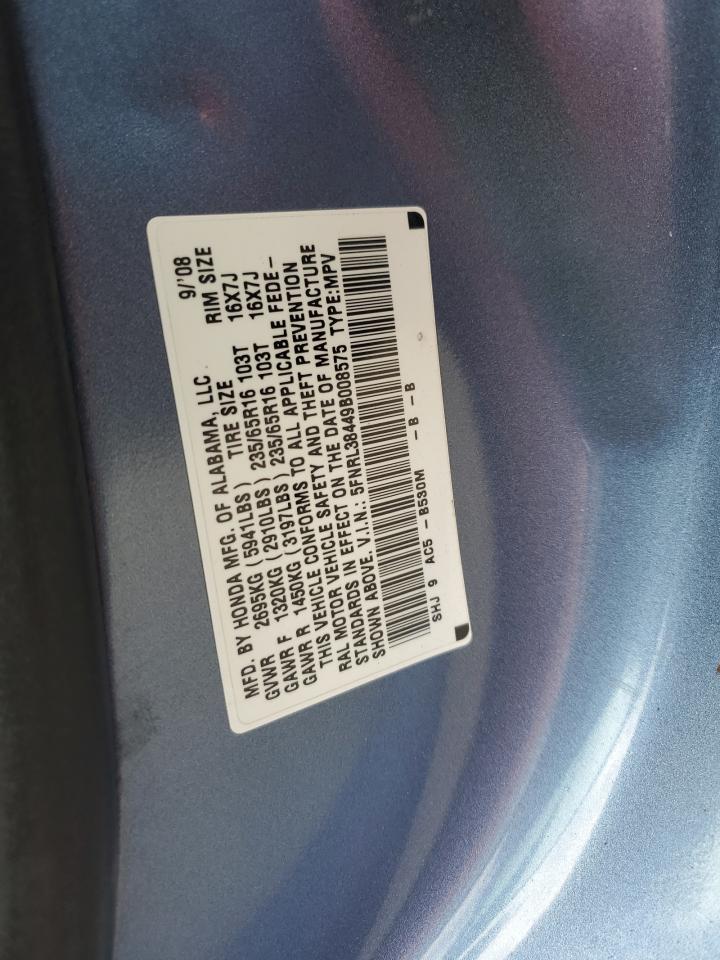 MFD. BY HONDA MFG. OF ALABAMA, LLC 9/'08
TIRE SIZE RIM SIZE
GVWR 2695KG (5941LBS)
GAWR F 1320KG (2910LBS) 235/65R16 103T 16X7J
GAWR R 1450KG (3197LBS) 235/65R16 103T 16X7J
THIS VEHICLE CONFORMS TO ALL APPLICABLE FEDE-
RAL MOTOR VEHICLE SAFETY AND THEFT PREVENTION
STANDARDS IN EFFECT ON THE DATE OF MANUFACTURE
SHOWN ABOVE. V.I.N.: 5FNRL38449B008575 TYPE:MPV
SHJ 9 AC5 - B530M - B - B